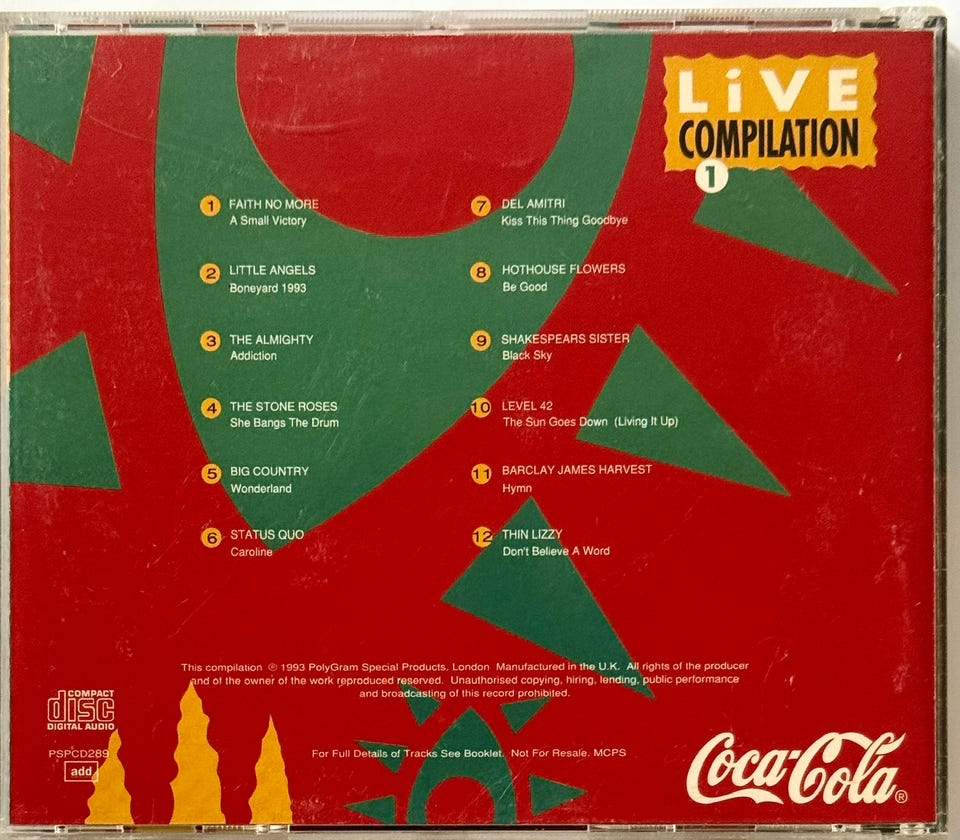 LiVE
COMPILATION
1
1 FAITH NO MORE
A Small Victory
2 LITTLE ANGELS
Boneyard 1993
3 THE ALMIGHTY
Addiction
4 THE STONE ROSES
She Bangs The Drum
5 BIG COUNTRY
Wonderland
6 STATUS QUO
Caroline
7 DEL AMITRI
Kiss This Thing Goodbye
8 HOTHOUSE FLOWERS
Be Good
9 SHAKESPEARS SISTER
Black Sky
10 LEVEL 42
The Sun Goes Down (Living It Up)
11 BARCLAY JAMES HARVEST
Hymn
12 THIN LIZZY
Don't Believe A Word
This compilation ℗ 1993 PolyGram Special Products. London Manufactured in the U.K. All rights of the producer
and of the owner of the work reproduced reserved. Unauthorised copying, hiring, lending, public performance
and broadcasting of this record prohibited.
COMPACT
disc
DIGITAL AUDIO
PSPCD289
add
For Full Details of Tracks See Booklet. Not For Resale. MCPS
Coca-Cola®